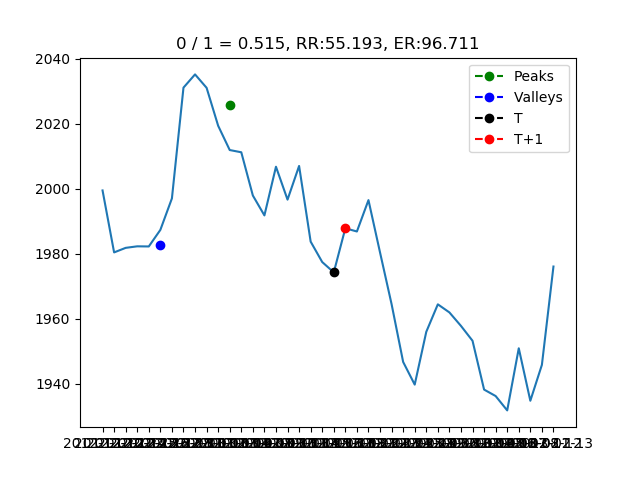 0 / 1 = 0.515, RR:55.193, ER:96.711
2040
2020
2000
1980
1960
1940
Peaks
Valleys
T
T+1